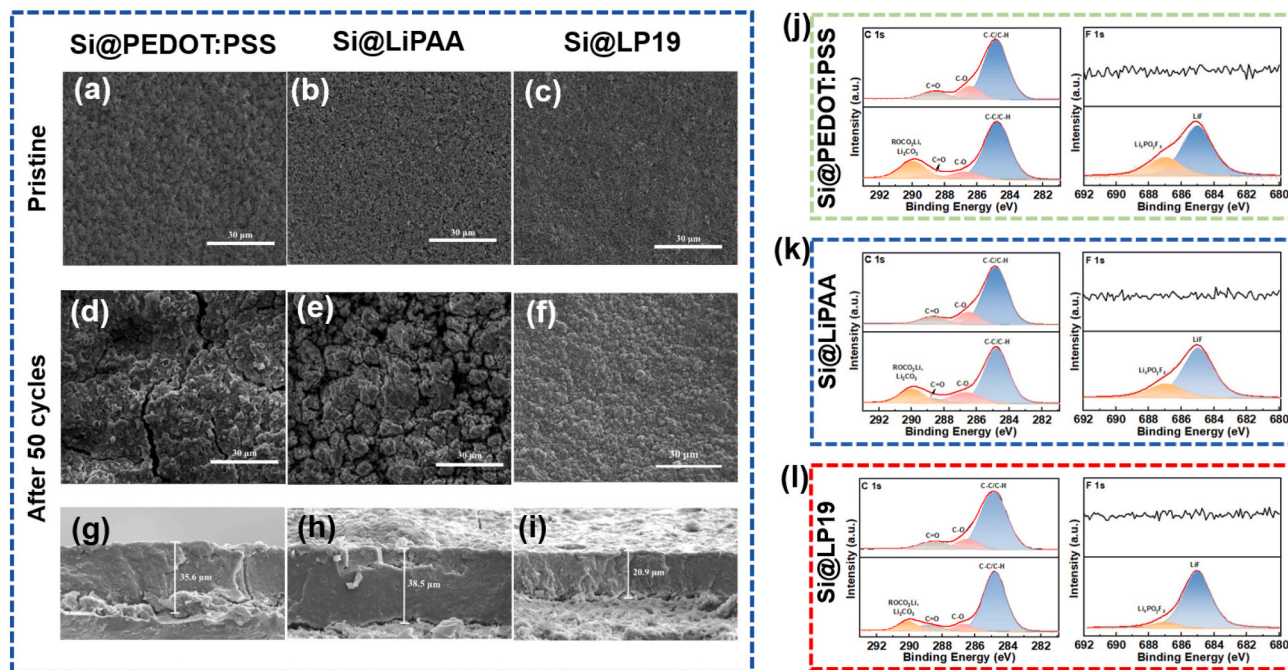 Si@PEDOT:PSS
Si@LiPAA
Si@LP19
Pristine
(a)
30 μm
(b)
30 μm
(c)
30 μm
After 50 cycles
(d)
30 μm
(e)
30 μm
(f)
30 μm
(g)
35.6 μm
(h)
38.5 μm
(i)
20.9 μm
(j)
Si@PEDOT:PSS
Intensity (a.u.)
C 1s
C-C/C-H
C-O
C=O
C-C/C-H
ROCO2Li,
Li2CO3
C=O
C-O
292 290 288 286 284 282
Binding Energy (eV)
Intensity (a.u.)
F 1s
LiF
692 690 688 686 684 682 680
Binding Energy (eV)
(k)
Si@LiPAA
Intensity (a.u.)
C 1s
C-C/C-H
C-O
C=O
C-C/C-H
ROCO2Li,
Li2CO3
C=O
C-O
292 290 288 286 284 282
Binding Energy (eV)
Intensity (a.u.)
F 1s
LiF
692 690 688 686 684 682 680
Binding Energy (eV)
(l)
Si@LP19
Intensity (a.u.)
C 1s
C-C/C-H
C-O
C=O
C-C/C-H
ROCO2Li,
Li2CO3
C=O
C-O
292 290 288 286 284 282
Binding Energy (eV)
Intensity (a.u.)
F 1s
LiF
692 690 688 686 684 682 680
Binding Energy (eV)